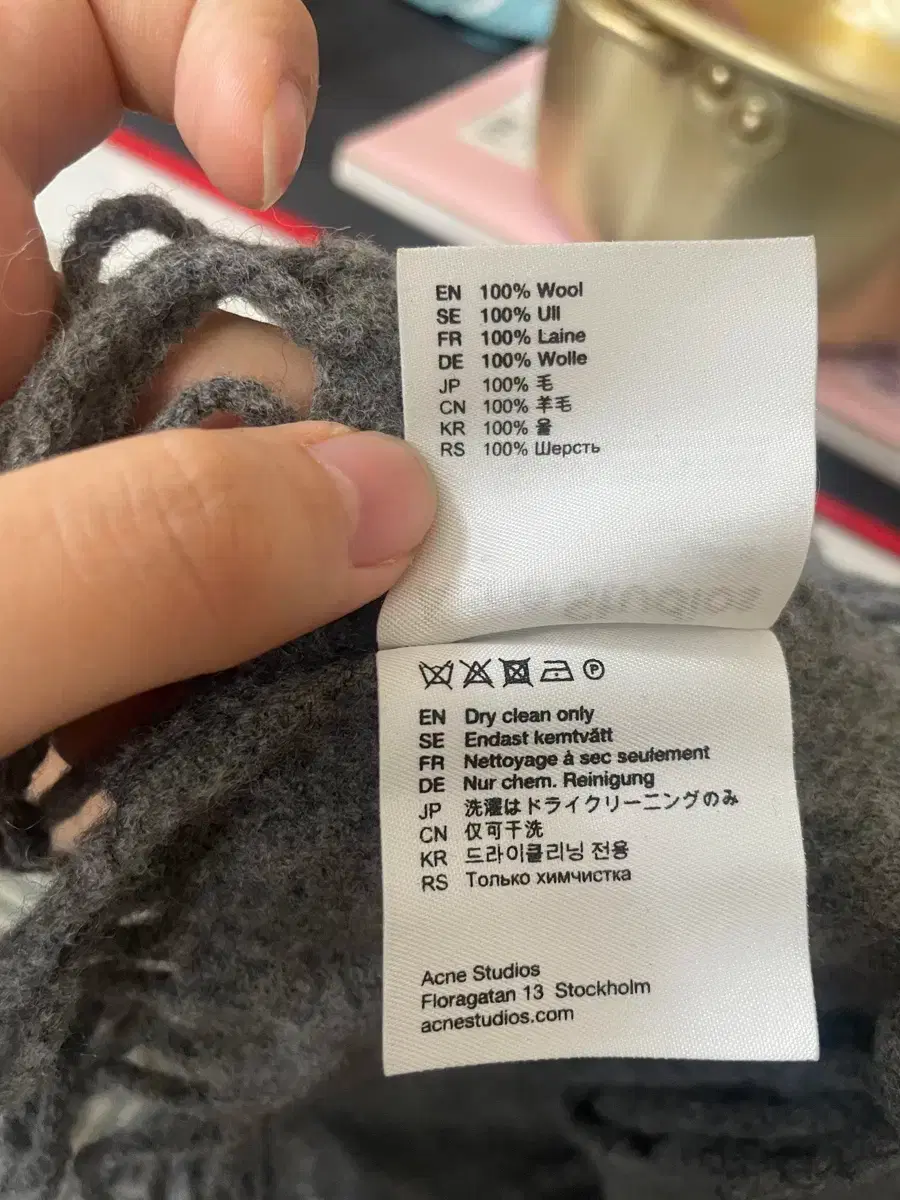 EN 100% Wool
SE 100% Ull
FR 100% Laine
DE 100% Wolle
JP 100% 毛
CN 100% 羊毛
KR 100% 울
RS 100% Шерсть
P
EN Dry clean only
SE Endast kemtvätt
FR Nettoyage à sec seulement
DE Nur chem. Reinigung
JP 洗濯はドライクリーニングのみ
CN 仅可干洗
KR 드라이클리닝 전용
RS Только химчистка
Acne Studios
Floragatan 13 Stockholm
acnestudios.com